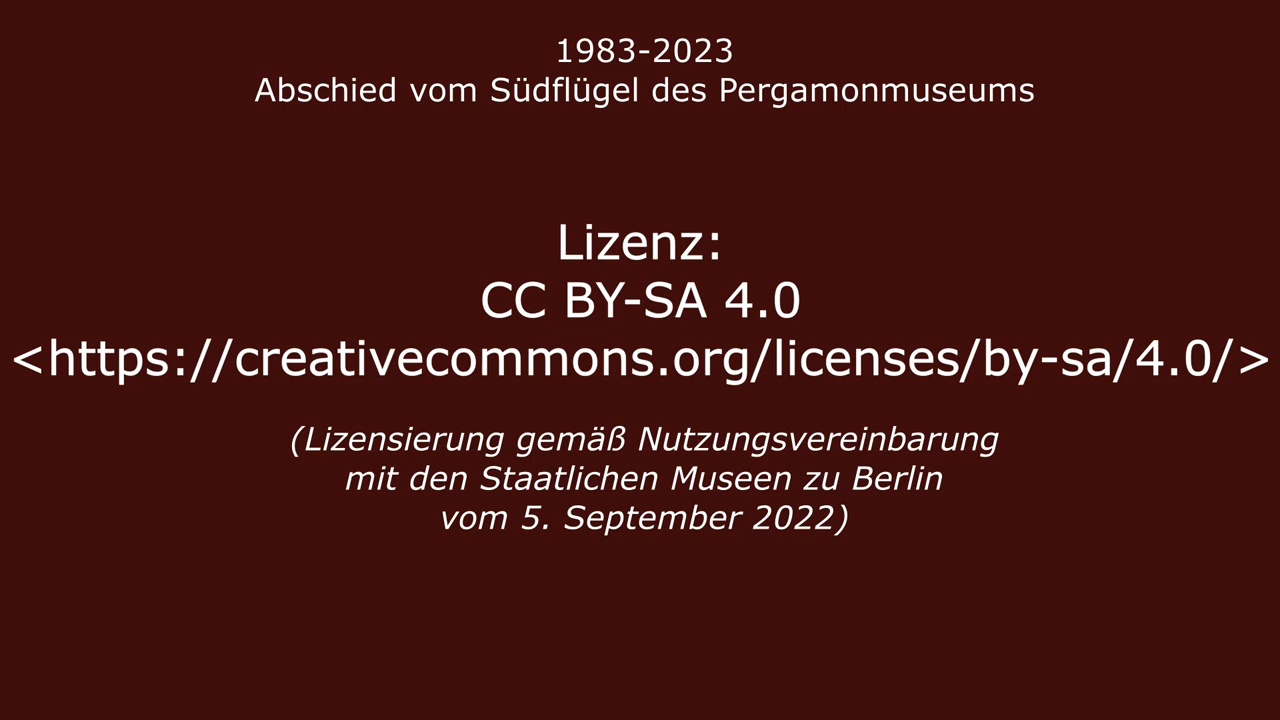 1983-2023
Abschied vom Südflügel des Pergamonmuseums
Lizenz:
CC BY-SA 4.0
<https://creativecommons.org/licenses/by-sa/4.0/>
(Lizensierung gemäß Nutzungsvereinbarung
mit den Staatlichen Museen zu Berlin
vom 5. September 2022)